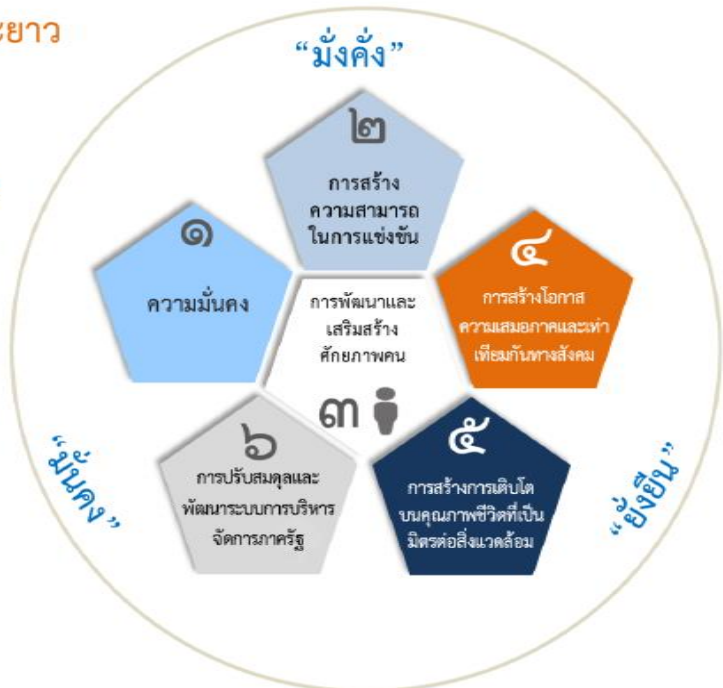 ะยาว
“มั่งคั่ง”
๒
การสร้าง
ความสามารถ
ในการแข่งขัน
๑
ความมั่นคง
๔
การสร้างโอกาส
ความเสมอภาคและเท่า
เทียมกันทางสังคม
การพัฒนาและ
เสริมสร้าง
ศักยภาพคน
๓
๖
การปรับสมดุลและ
พัฒนาระบบการบริหาร
จัดการภาครัฐ
๕
การสร้างการเติบโต
บนคุณภาพชีวิตที่เป็น
มิตรต่อสิ่งแวดล้อม
“มั่นคง”
“ยั่งยืน”